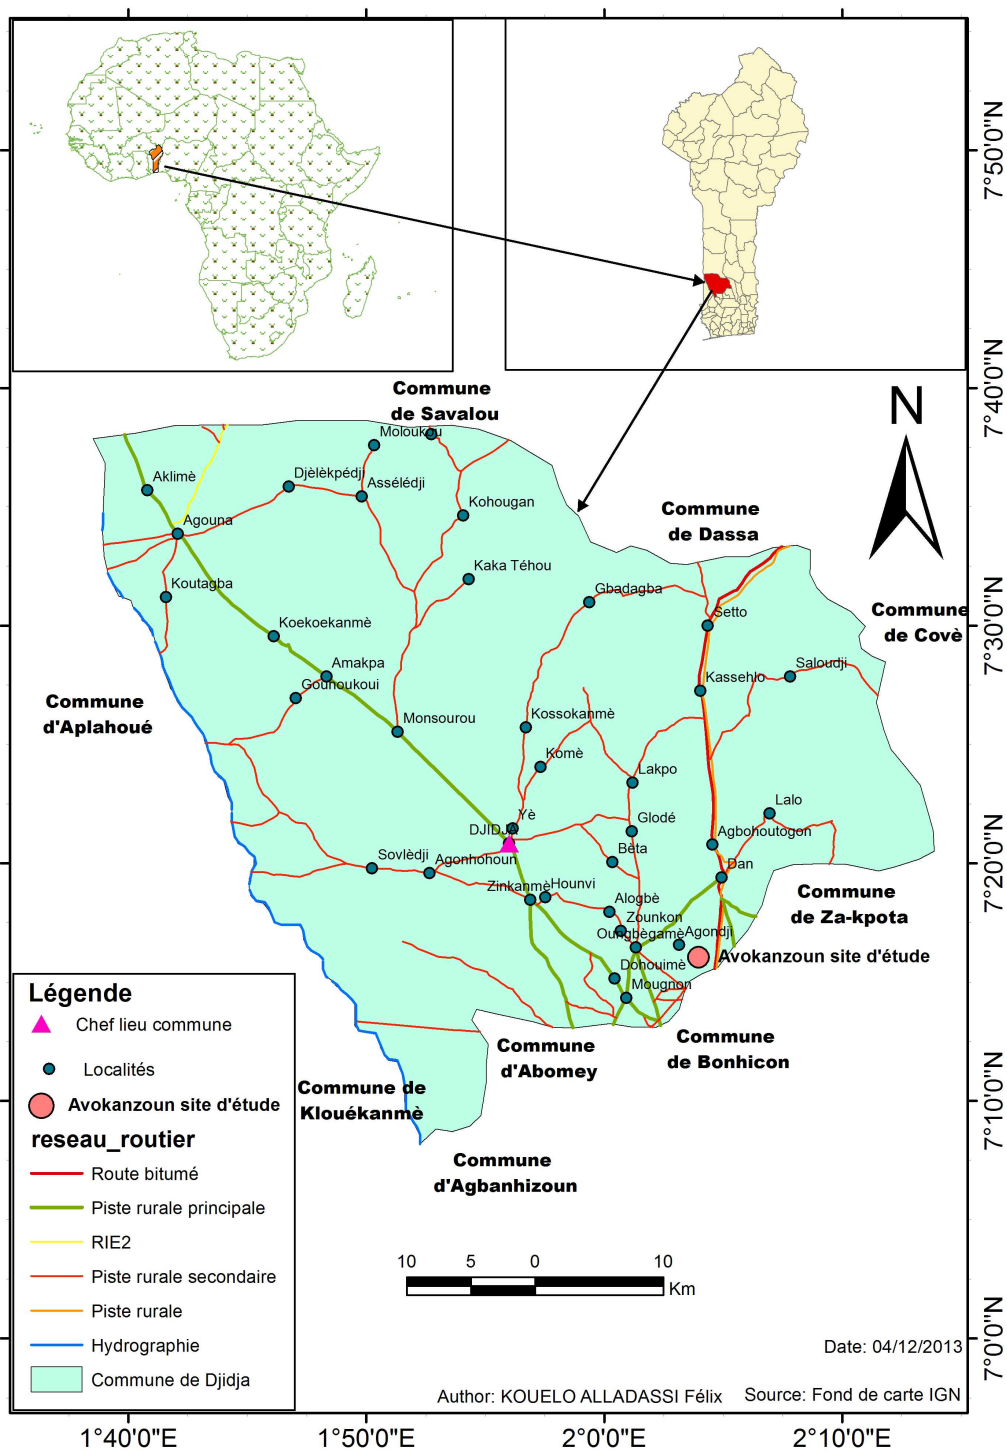 Commune
de Savalou
Moloukou
Aklimè
Djèlèkpédji
Assélédji
Kohougan
Agouna
Commune
de Dassa
N
Koutagba
Kaka Téhou
Gbadagba
Setto
Commune
de Covè
Koekoekanmè
Amakpa
Gounoukoui
Kassehlo
Saloudji
Commune
d'Aplahoué
Monsourou
Kossokanmè
Komè
Lakpo
Yè
DJIDJA
Glodé
Lalo
Agbohoutogon
Sovlèdji
Agonhohoun
Bèta
Dan
Zinkanmè
Hounvi
Alogbè
Zounkon
Commune
de Za-kpota
Oungbègamè
Agondji
Avokanzoun site d'étude
Dohouimè
Mougnon
Commune
d'Abomey
Commune
de Bonhicon
Commune de
Klouékanmè
Commune
d'Agbanhizoun
Légende
Chef lieu commune
Localités
Avokanzoun site d'étude
reseau_routier
Route bitumé
Piste rurale principale
RIE2
Piste rurale secondaire
Piste rurale
Hydrographie
Commune de Djidja
10 5 0 10
Km
Date: 04/12/2013
Author: KOUELO ALLADASSI Félix
Source: Fond de carte IGN
7°50'0"N
7°40'0"N
7°30'0"N
7°20'0"N
7°10'0"N
7°0'0"N
1°40'0"E
1°50'0"E
2°0'0"E
2°10'0"E